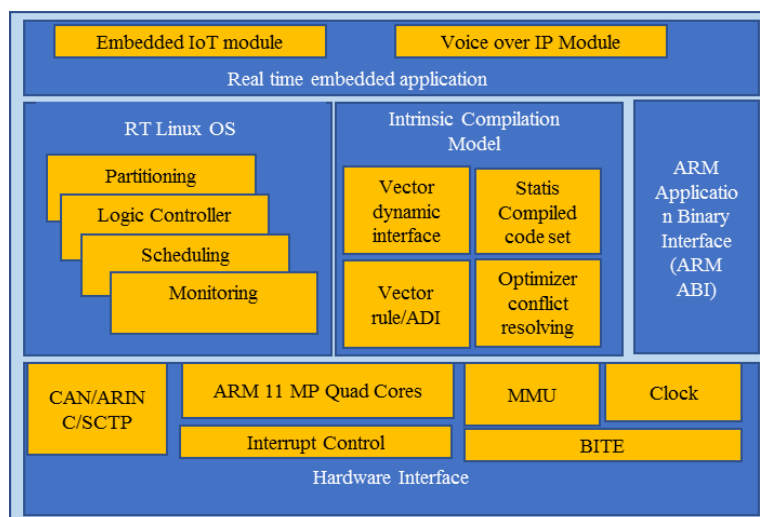 Embedded IoT module
Voice over IP Module
Real time embedded application
RT Linux OS
Partitioning
Logic Controller
Scheduling
Monitoring
Intrinsic Compilation
Model
Vector
dynamic
interface
Statis
Compiled
code set
Vector
rule/ADI
Optimizer
conflict
resolving
ARM
Applicatio
n Binary
Interface
(ARM
ABI)
CAN/ARIN
C/SCTP
ARM 11 MP Quad Cores
MMU
Clock
Interrupt Control
BITE
Hardware Interface